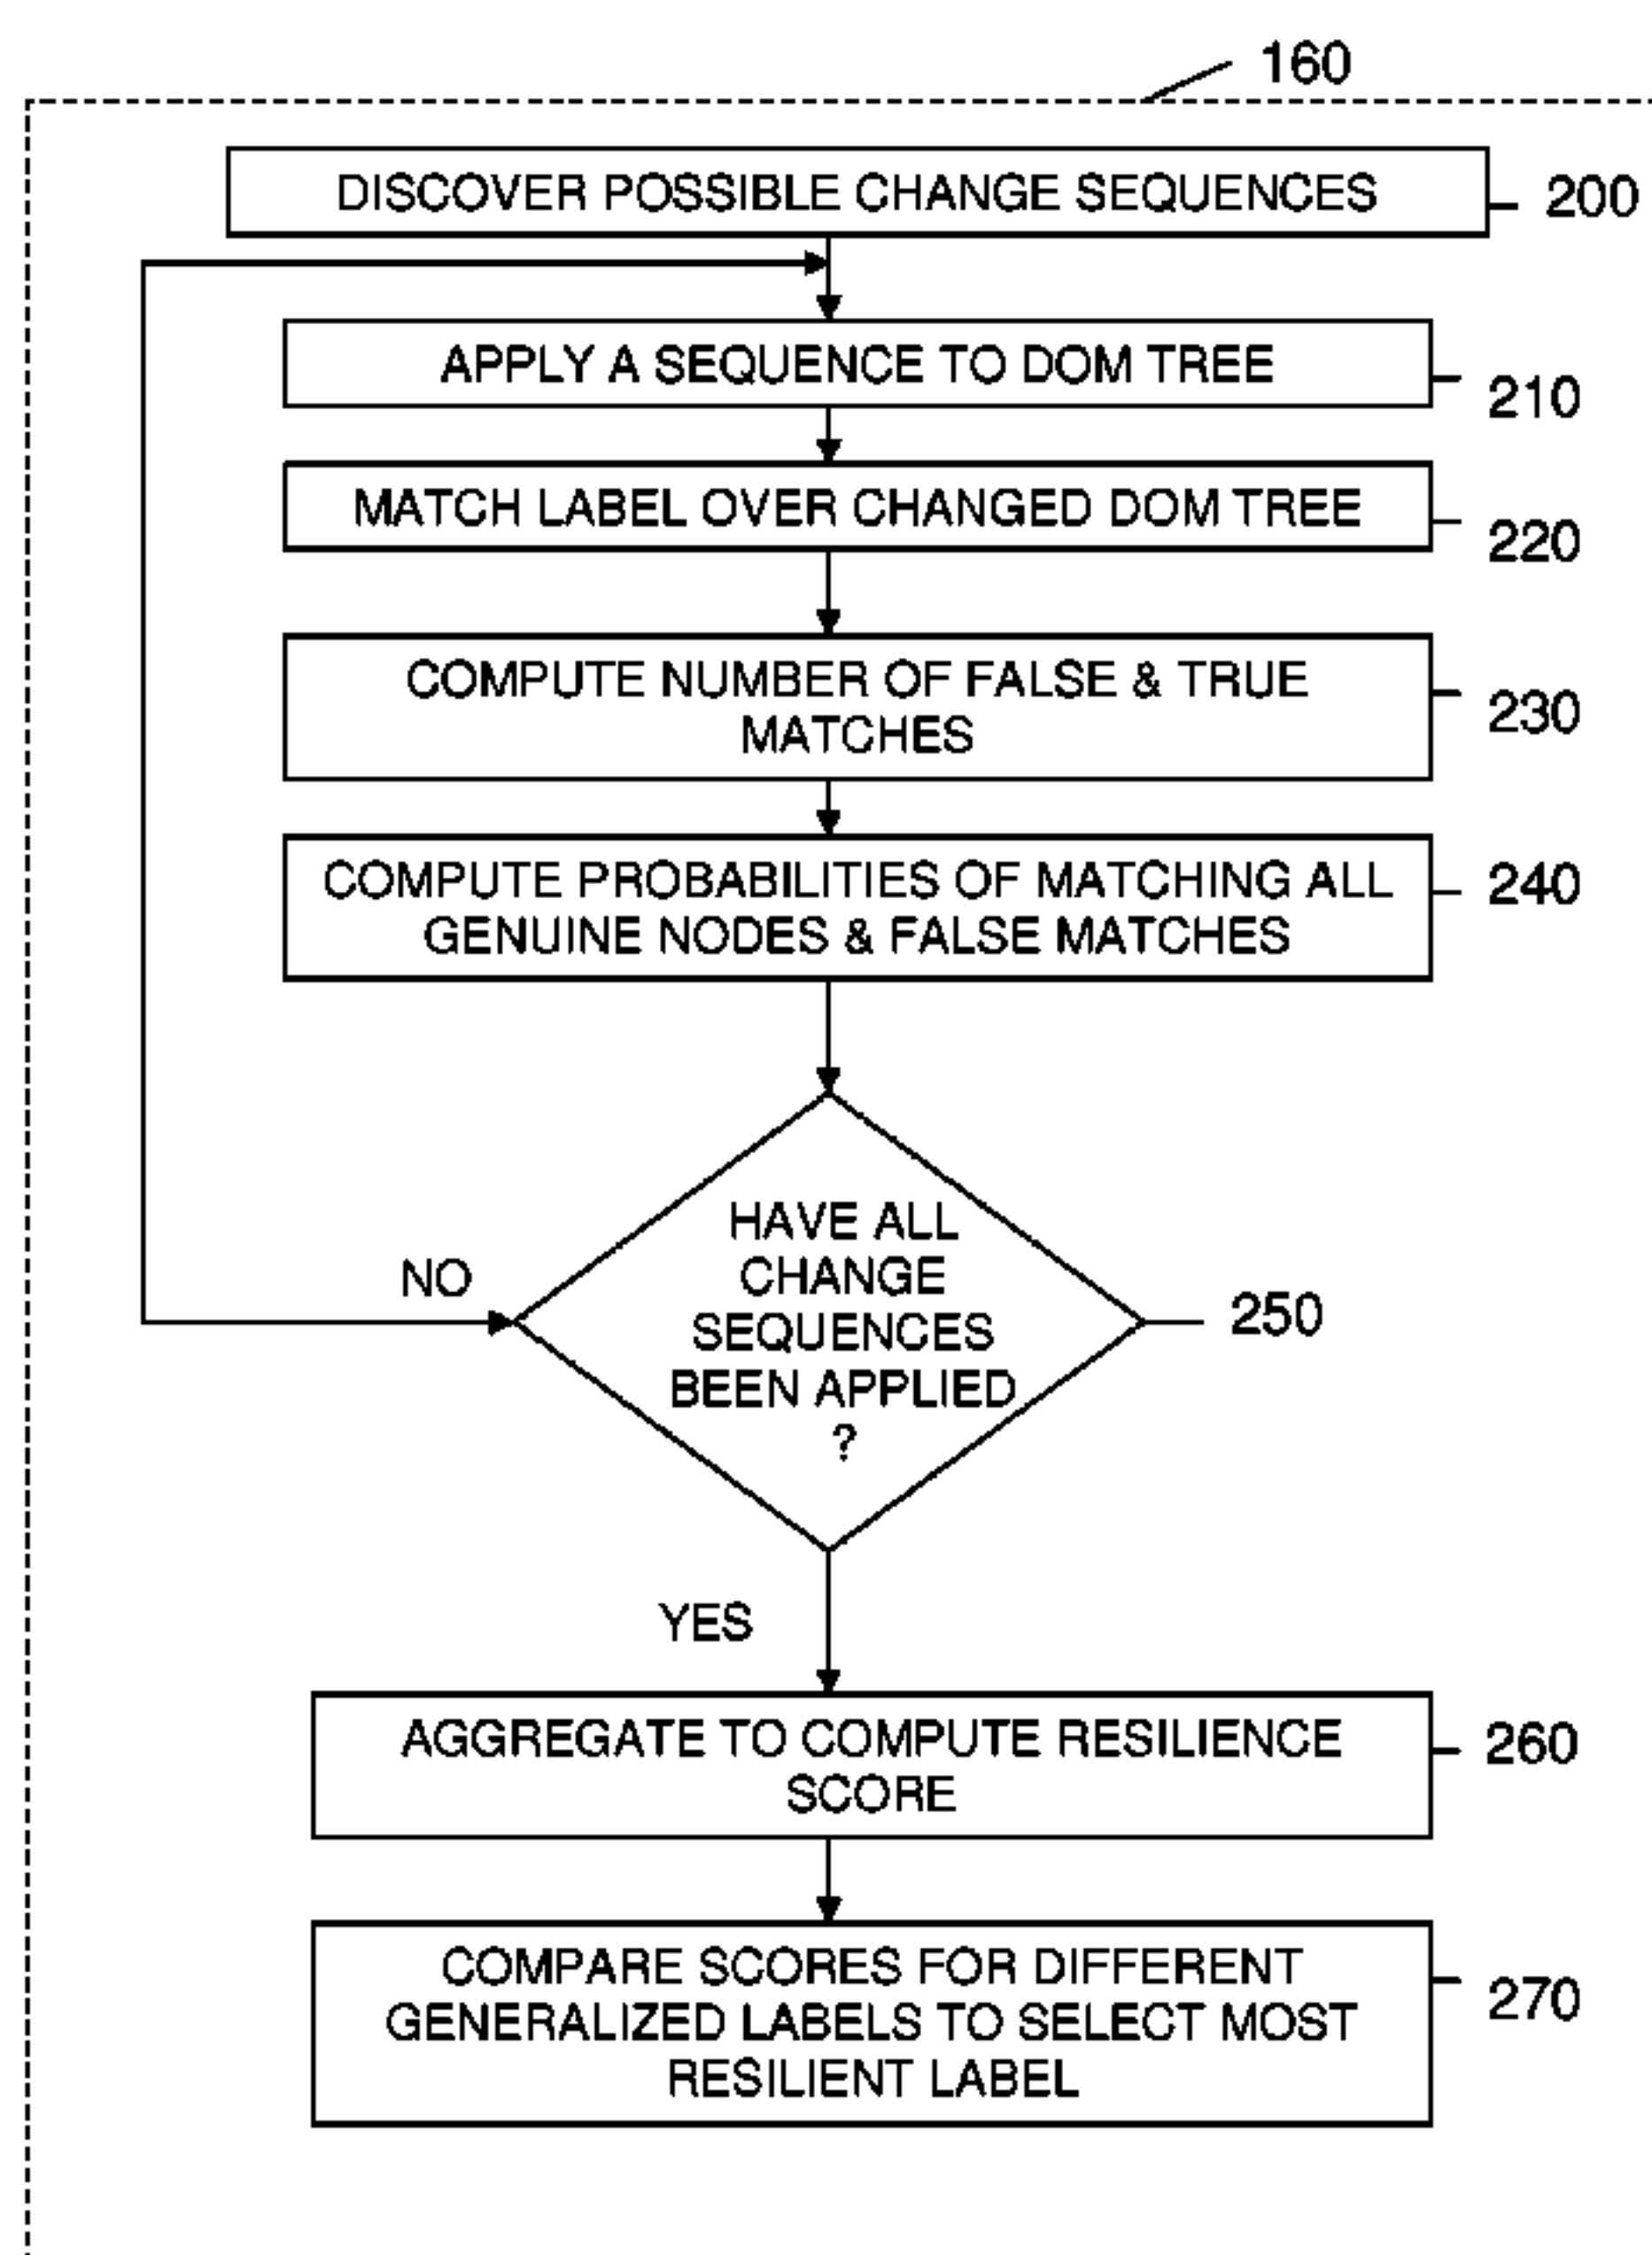 160
DISCOVER POSSIBLE CHANGE SEQUENCES
200
APPLY A SEQUENCE TO DOM TREE
210
MATCH LABEL OVER CHANGED DOM TREE
220
COMPUTE NUMBER OF FALSE & TRUE
MATCHES
230
COMPUTE PROBABILITIES OF MATCHING ALL
GENUINE NODES & FALSE MATCHES
240
HAVE ALL
CHANGE
SEQUENCES
BEEN APPLIED
?
NO
250
YES
AGGREGATE TO COMPUTE RESILIENCE
SCORE
260
COMPARE SCORES FOR DIFFERENT
GENERALIZED LABELS TO SELECT MOST
RESILIENT LABEL
270